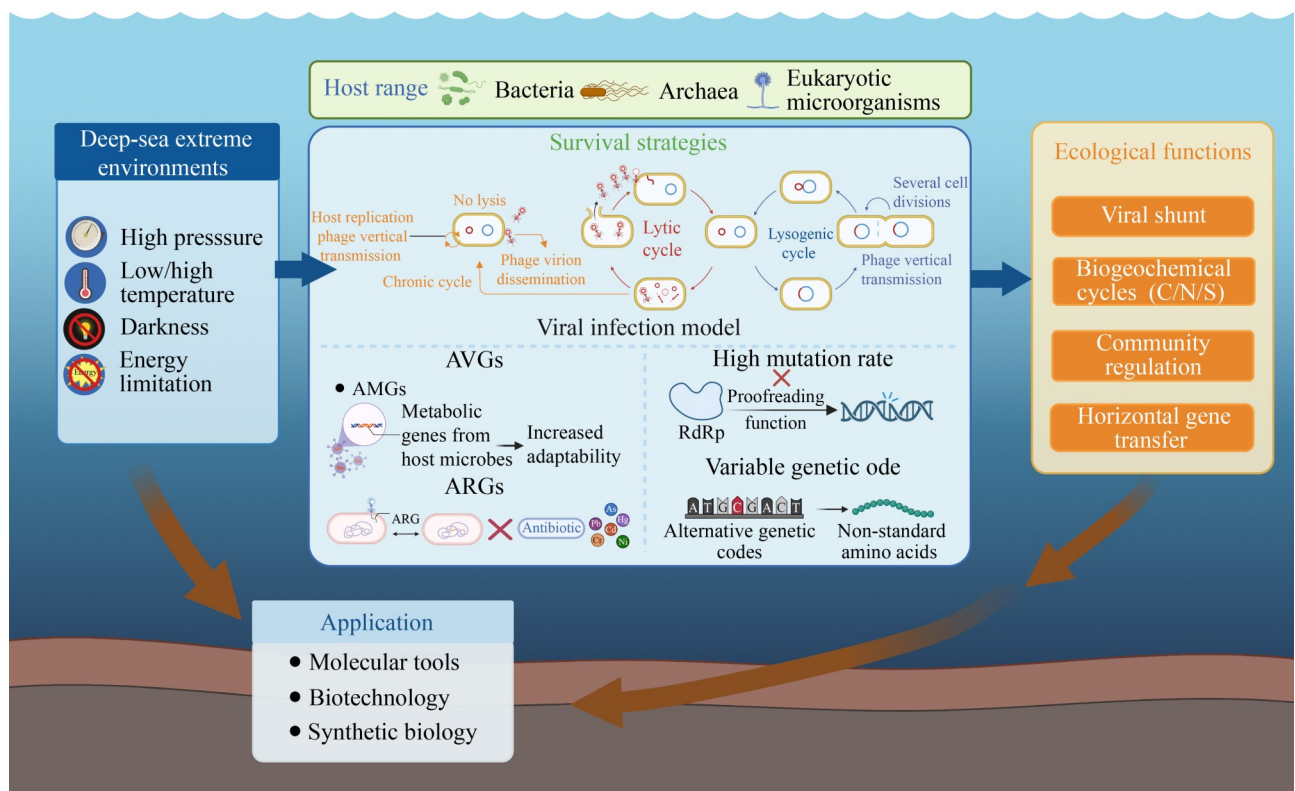 Host range
Bacteria
Archaea
Eukaryotic
microorganisms
Deep-sea extreme
environments
High presssure
Low/high
temperature
Darkness
Energy
Energy
limitation
Survival strategies
No lysis
Host replication
phage vertical
transmission
Phage virion
dissemination
Chronic cycle
Lytic
cycle
Lysogenic
cycle
Several cell
divisions
Phage vertical
transmission
Viral infection model
AVGs
● AMGs
Metabolic
genes from
host microbes
Increased
adaptability
ARGs
ARG
Antibiotic
As
Pb
Hg
Cd
Cr
Ni
High mutation rate
Proofreading
function
RdRp
Variable genetic ode
A T G C G A C T
Alternative genetic
codes
Non-standard
amino acids
Ecological functions
Viral shunt
Biogeochemical
cycles (C/N/S)
Community
regulation
Horizontal gene
transfer
Application
● Molecular tools
● Biotechnology
● Synthetic biology